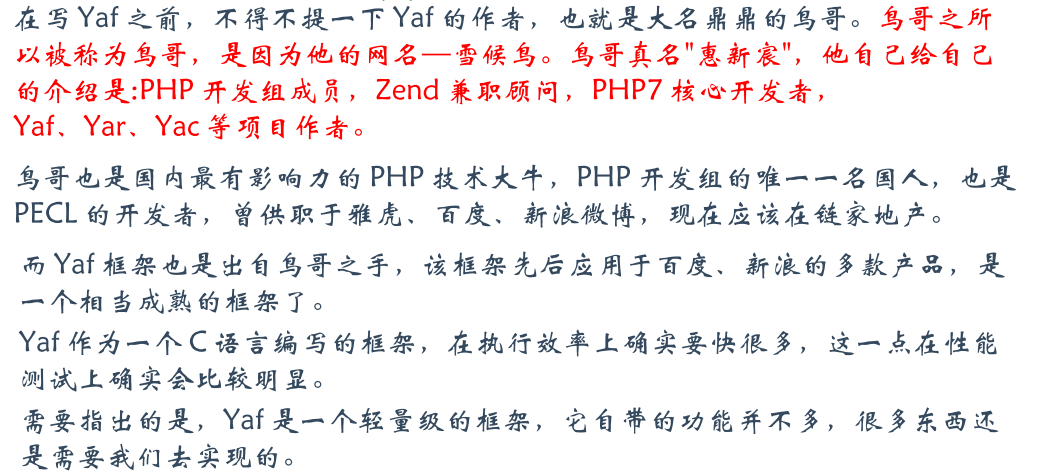 在写 Yaf 之前，不得不提一下 Yaf 的作者，也就是大名鼎鼎的鸟哥。鸟哥之所
以被称为鸟哥，是因为他的网名—雪候鸟。鸟哥真名"惠新宸"，他自己给自己
的介绍是:PHP 开发组成员，Zend 兼职顾问，PHP7 核心开发者，
Yaf、Yar、Yac 等项目作者。
鸟哥也是国内最有影响力的 PHP 技术大牛，PHP 开发组的唯一一名国人，也是
PECL 的开发者，曾供职于雅虎、百度、新浪微博，现在应该在链家地产。
而 Yaf 框架也是出自鸟哥之手，该框架先后应用于百度、新浪的多款产品，是
一个相当成熟的框架了。
Yaf 作为一个 C 语言编写的框架，在执行效率上确实要快很多，这一点在性能
测试上确实会比较明显。
需要指出的是，Yaf 是一个轻量级的框架，它自带的功能并不多，很多东西还
是需要我们去实现的。